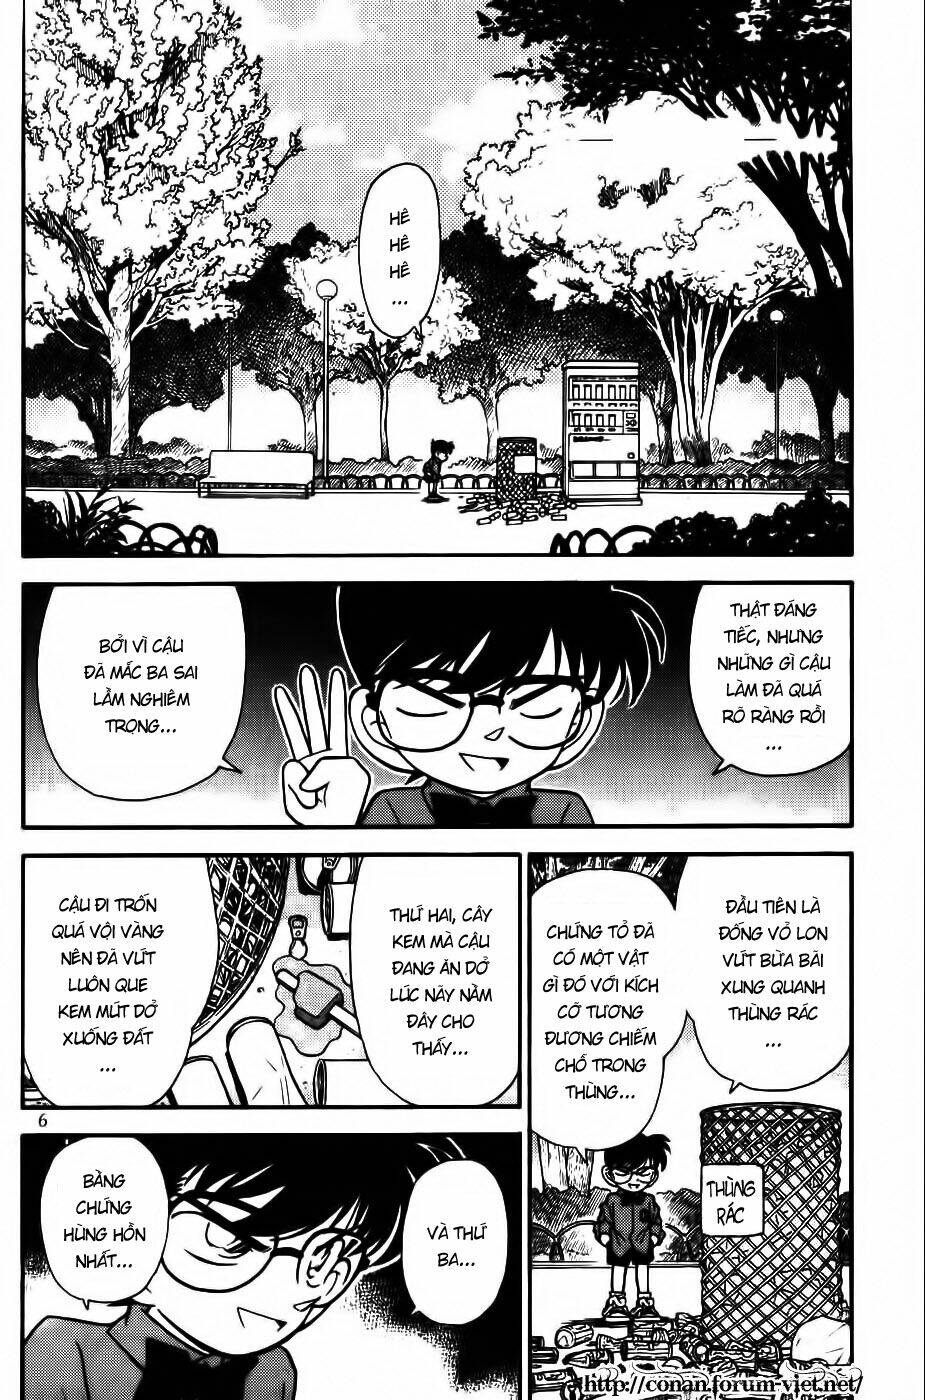 HÊ
HÊ
HÊ
...
THẬT ĐÁNG
TIẾC, NHƯNG
NHỮNG GÌ CẬU
LÀM ĐÃ QUÁ
RÕ RÀNG RỒI
...
BỞI VÌ CẬU
ĐÃ MẮC BA SAI
LẦM NGHIÊM
TRỌNG...
ĐẦU TIÊN LÀ
ĐỐNG VỎ LON
VỨT BỪA BÃI
XUNG QUANH
THÙNG RÁC
...
CHỨNG TỎ ĐÃ
CÓ MỘT VẬT
GÌ ĐÓ VỚI KÍCH
CỠ TƯƠNG
ĐƯƠNG CHIẾM
CHỖ TRONG
THÙNG...
THÙNG
RÁC
THỨ HAI, CÂY
KEM MÀ CẬU
ĐANG ĂN DỞ
LÚC NÃY NẰM
ĐÂY CHO
THẤY...
CẬU ĐI TRỐN
QUÁ VỘI VÀNG
NÊN ĐÃ VỨT
LUÔN QUE
KEM MÚT DỞ
XUỐNG ĐẤT
...
6
VÀ THỨ
BA...
BẰNG
CHỨNG
HÙNG HỒN
NHẤT...
http://conan.forum-viet.net/